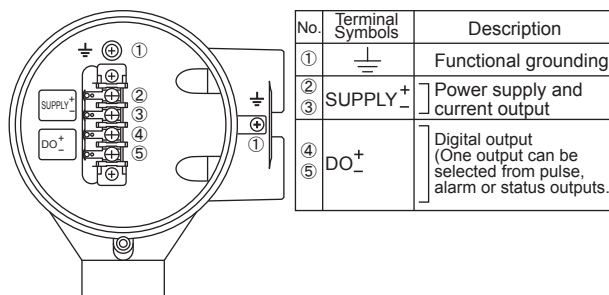 ⏚ ①
②
③
④
⑤
SUPPLY + −
DO + −
⏚
①
No. Terminal Symbols Description
① ⏚ Functional grounding
② ③ SUPPLY + − Power supply and
current output
④ ⑤ DO + − Digital output
(One output can be
selected from pulse,
alarm or status outputs.